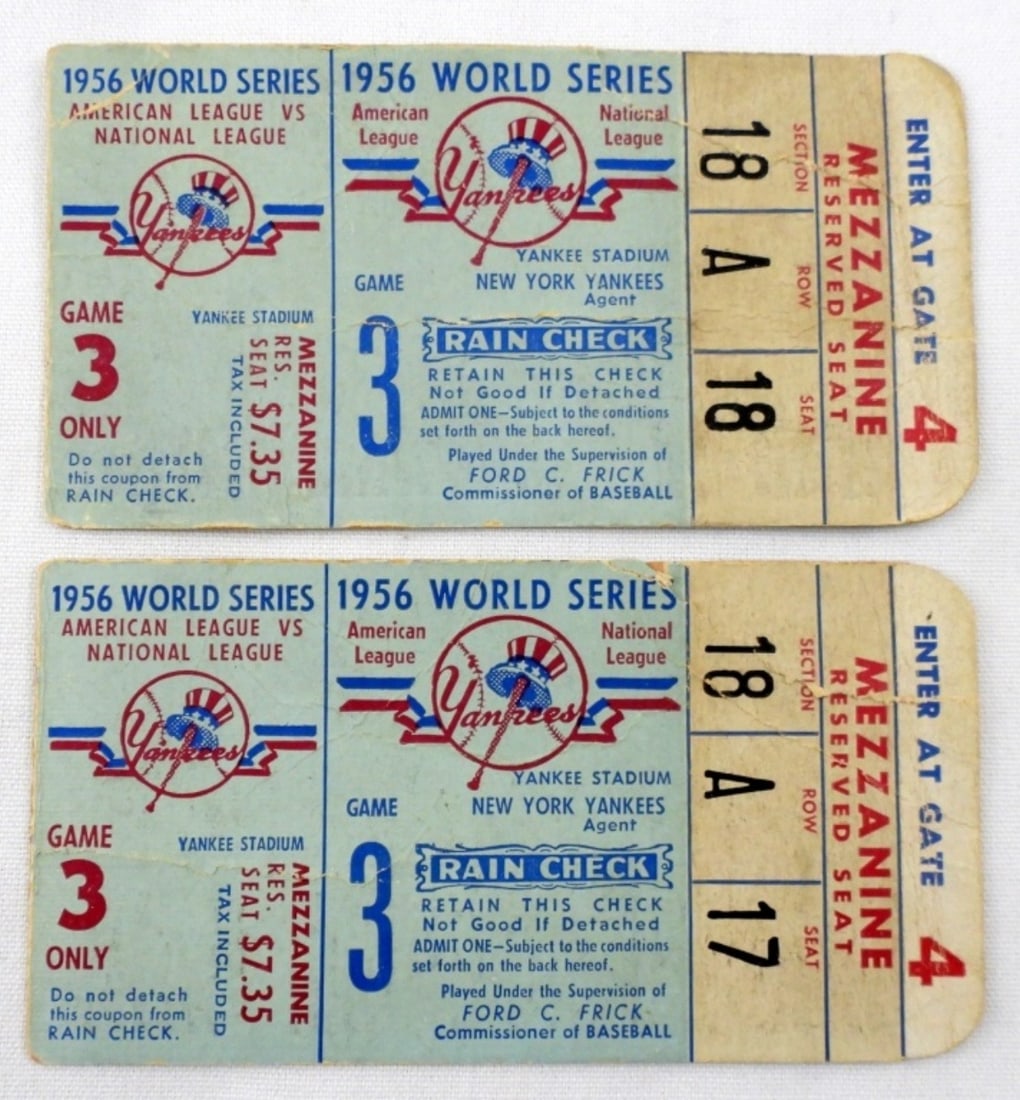 1956 WORLD SERIES
AMERICAN LEAGUE VS
NATIONAL LEAGUE
Yankees
GAME
3
ONLY
YANKEE STADIUM
MEZZANINE
RES.
SEAT $7.35
TAX INCLUDED
Do not detach
this coupon from
RAIN CHECK.
1956 WORLD SERIES
American
League
National
League
Yankees
YANKEE STADIUM
GAME
NEW YORK YANKEES
Agent
3
RAIN CHECK
RETAIN THIS CHECK
Not Good If Detached
ADMIT ONE—Subject to the conditions
set forth on the back hereof.
Played Under the Supervision of
FORD C. FRICK
Commissioner of BASEBALL
18
SECTION
A
ROW
18
SEAT
MEZZANINE
RESERVED SEAT
ENTER AT GATE
4
1956 WORLD SERIES
AMERICAN LEAGUE VS
NATIONAL LEAGUE
Yankees
GAME
3
ONLY
YANKEE STADIUM
MEZZANINE
RES.
SEAT $7.35
TAX INCLUDED
Do not detach
this coupon from
RAIN CHECK.
1956 WORLD SERIES
American
League
National
League
Yankees
YANKEE STADIUM
GAME
NEW YORK YANKEES
Agent
3
RAIN CHECK
RETAIN THIS CHECK
Not Good If Detached
ADMIT ONE—Subject to the conditions
set forth on the back hereof.
Played Under the Supervision of
FORD C. FRICK
Commissioner of BASEBALL
18
SECTION
A
ROW
17
SEAT
MEZZANINE
RESERVED SEAT
ENTER AT GATE
4